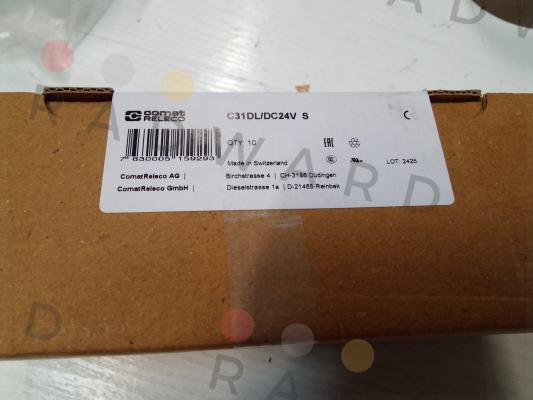 comat
RELECO
C31DL/DC24V S
QTY: 10
7 630005 159293
Made in Switzerland
LOT: 2425
ComatReleco AG | Birchstrasse 4 | CH-3186 Düdingen
ComatReleco GmbH | Dieselstrasse 1a | D-21465 Reinbek
RADWARD